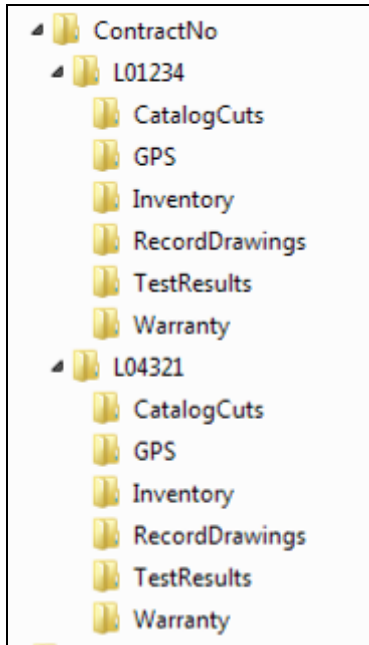 ContractNo
L01234
CatalogCuts
GPS
Inventory
RecordDrawings
TestResults
Warranty
L04321
CatalogCuts
GPS
Inventory
RecordDrawings
TestResults
Warranty